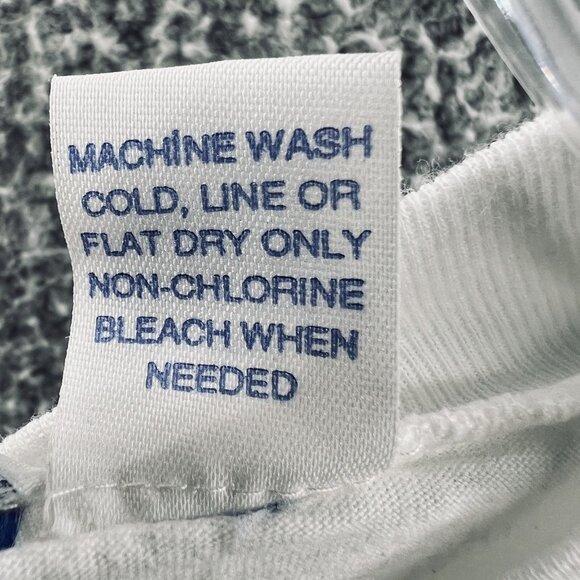 MACHINE WASH
COLD, LINE OR
FLAT DRY ONLY
NON-CHLORINE
BLEACH WHEN
NEEDED